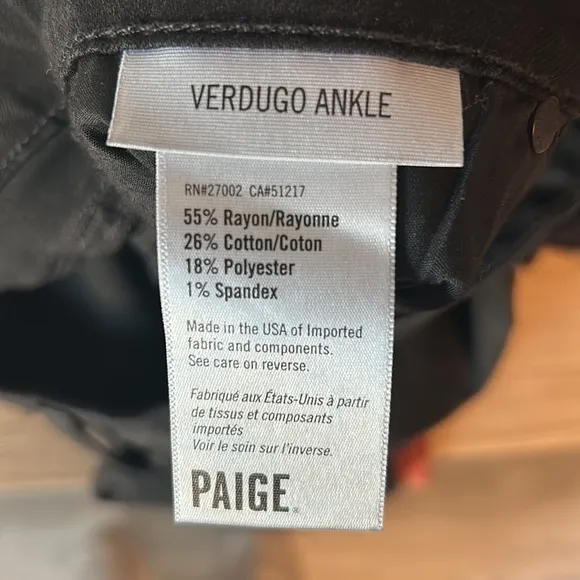 VERDUGO ANKLE
RN#27002 CA#51217
55% Rayon/Rayonne
26% Cotton/Coton
18% Polyester
1% Spandex
Made in the USA of Imported
fabric and components.
See care on reverse.
Fabriqué aux États-Unis à partir
de tissus et composants
importés
Voir le soin sur l'inverse.
PAIGE